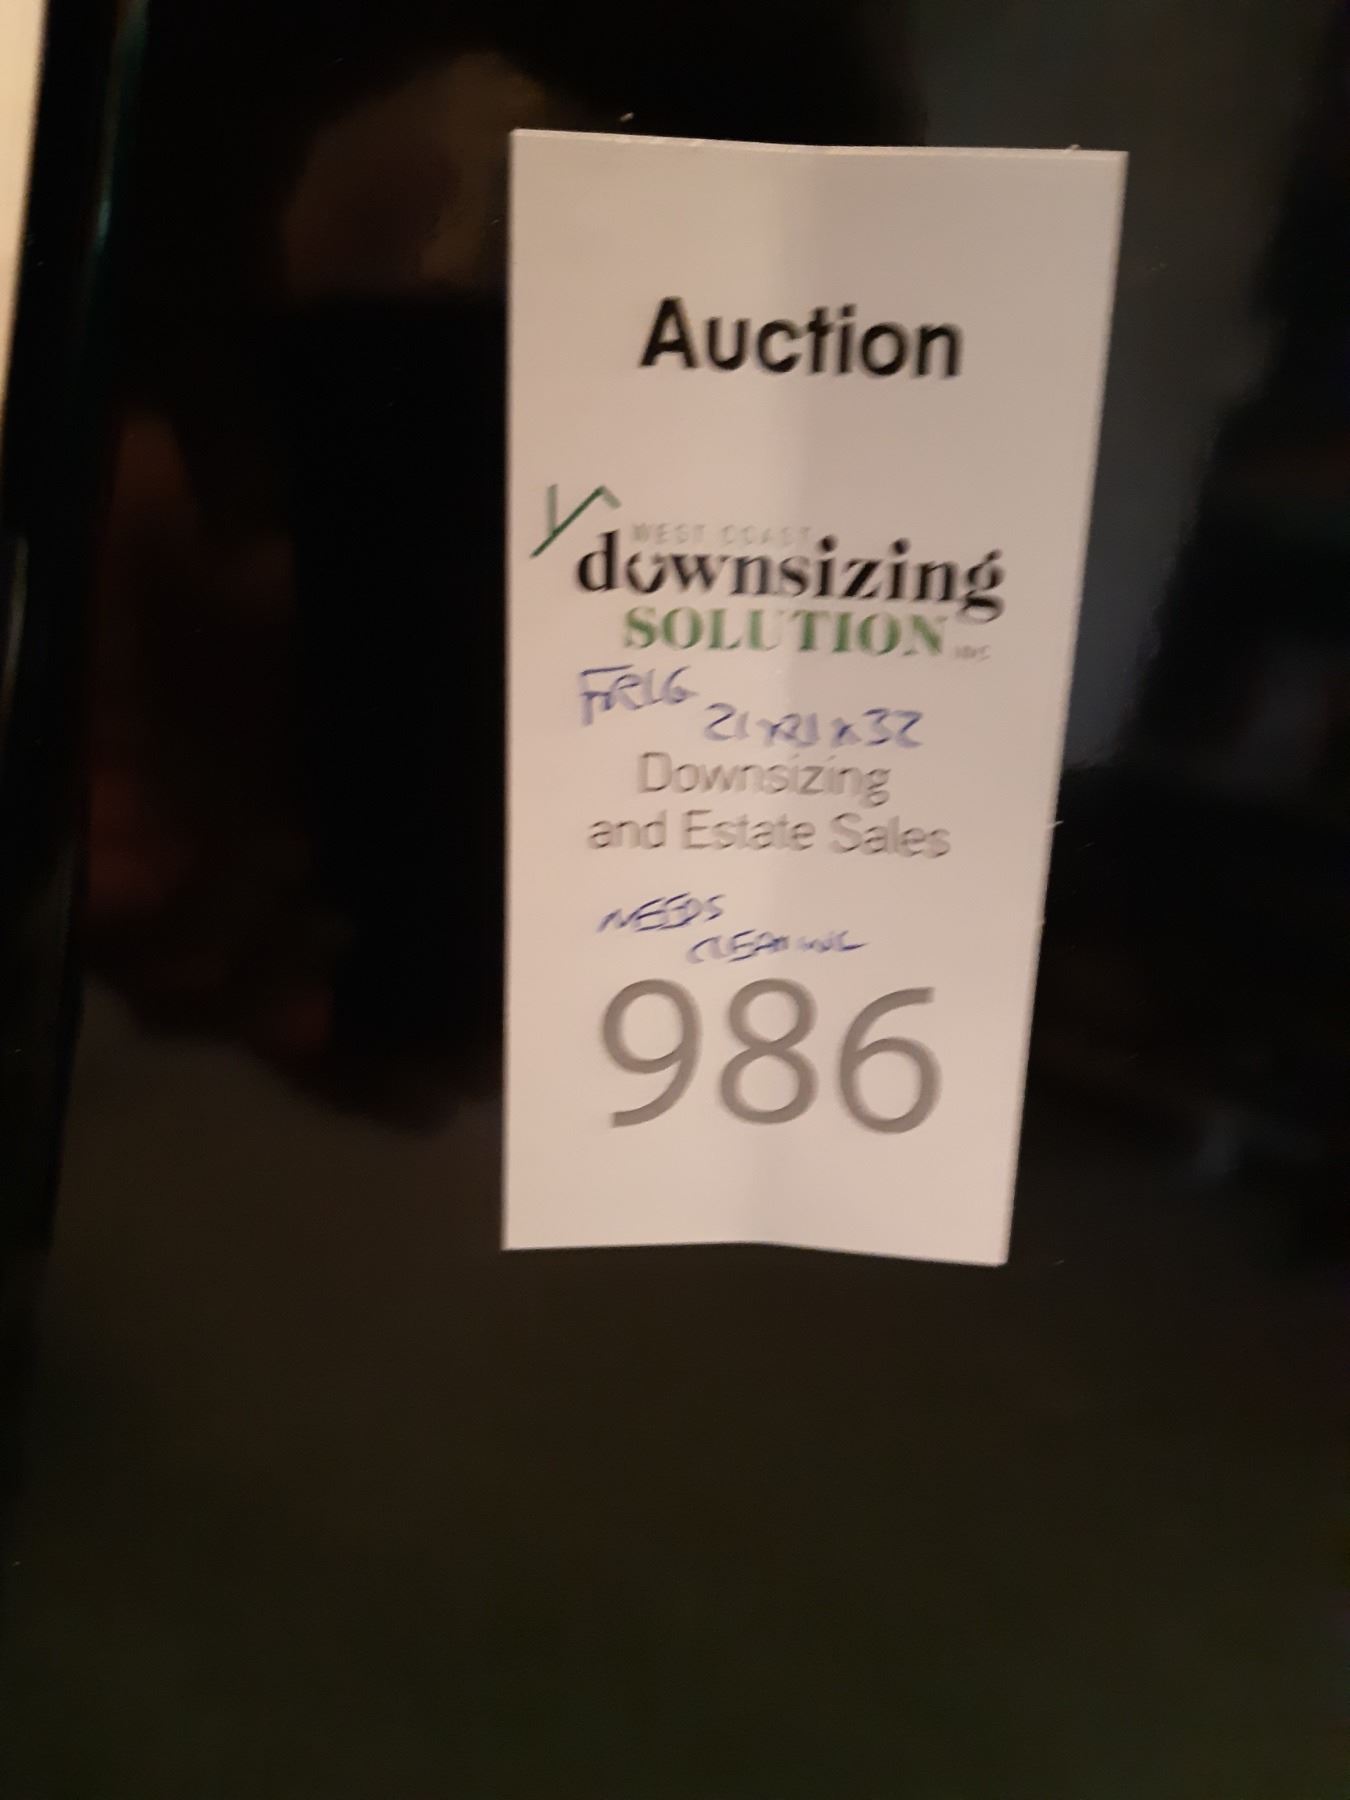 Auction
WEST COAST
downsizing
SOLUTION INC
FRIG
21x21x32
Downsizing
and Estate Sales
NEEDS
CLEANING
986